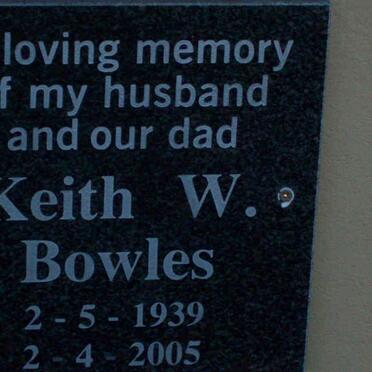 loving memory
f my husband
and our dad
Keith W.
Bowles
2 - 5 - 1939
2 - 4 - 2005